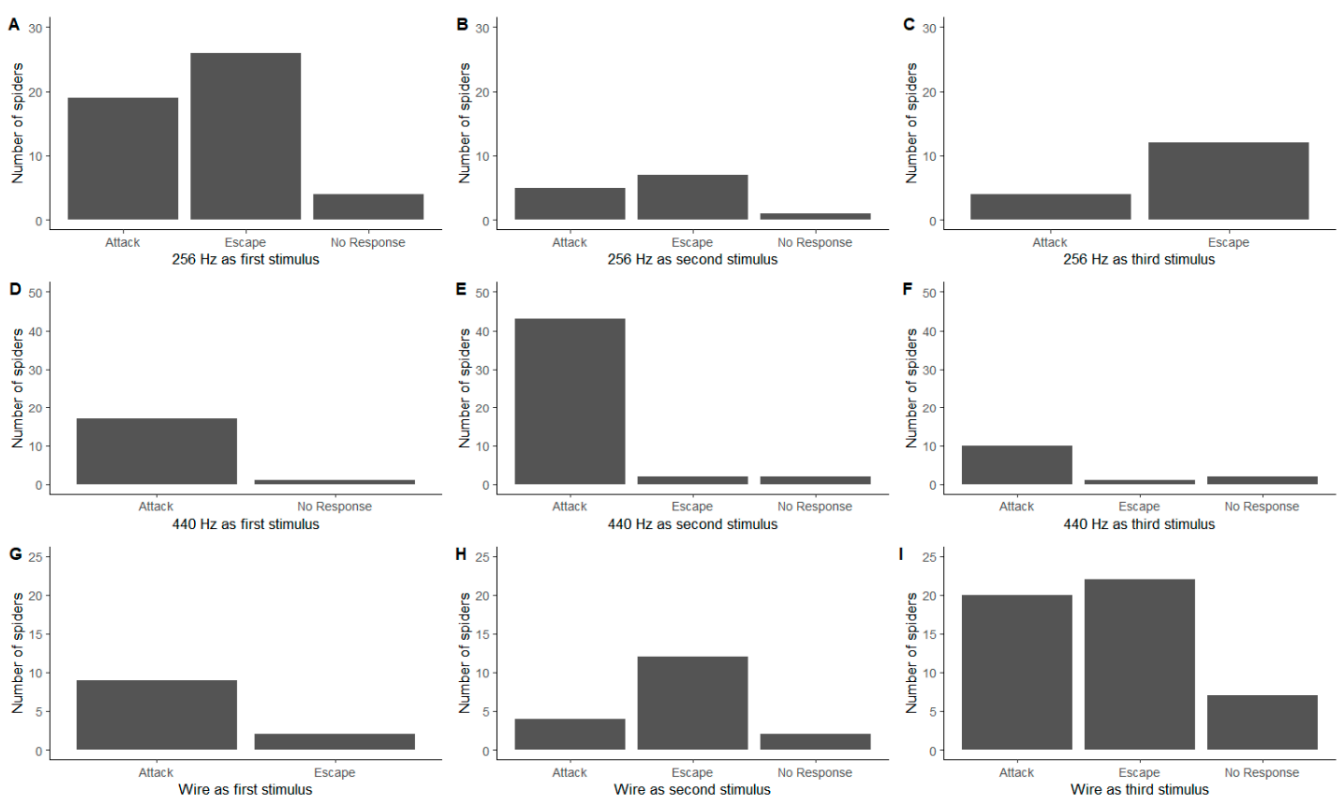 A
Number of spiders
30
20
10
0
Attack Escape No Response
256 Hz as first stimulus
B
Number of spiders
30
20
10
0
Attack Escape No Response
256 Hz as second stimulus
C
Number of spiders
30
20
10
0
Attack Escape
256 Hz as third stimulus
D
Number of spiders
50
40
30
20
10
0
Attack No Response
440 Hz as first stimulus
E
Number of spiders
50
40
30
20
10
0
Attack Escape No Response
440 Hz as second stimulus
F
Number of spiders
50
40
30
20
10
0
Attack Escape No Response
440 Hz as third stimulus
G
Number of spiders
25
20
15
10
5
0
Attack Escape
Wire as first stimulus
H
Number of spiders
25
20
15
10
5
0
Attack Escape No Response
Wire as second stimulus
I
Number of spiders
25
20
15
10
5
0
Attack Escape No Response
Wire as third stimulus